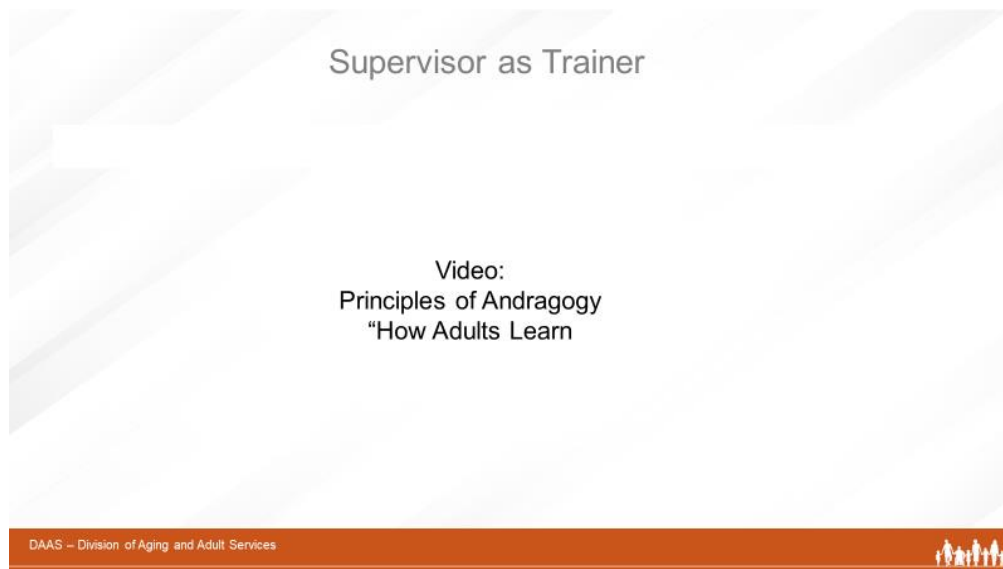 Supervisor as Trainer
Video:
Principles of Andragogy
“How Adults Learn
DAAS – Division of Aging and Adult Services